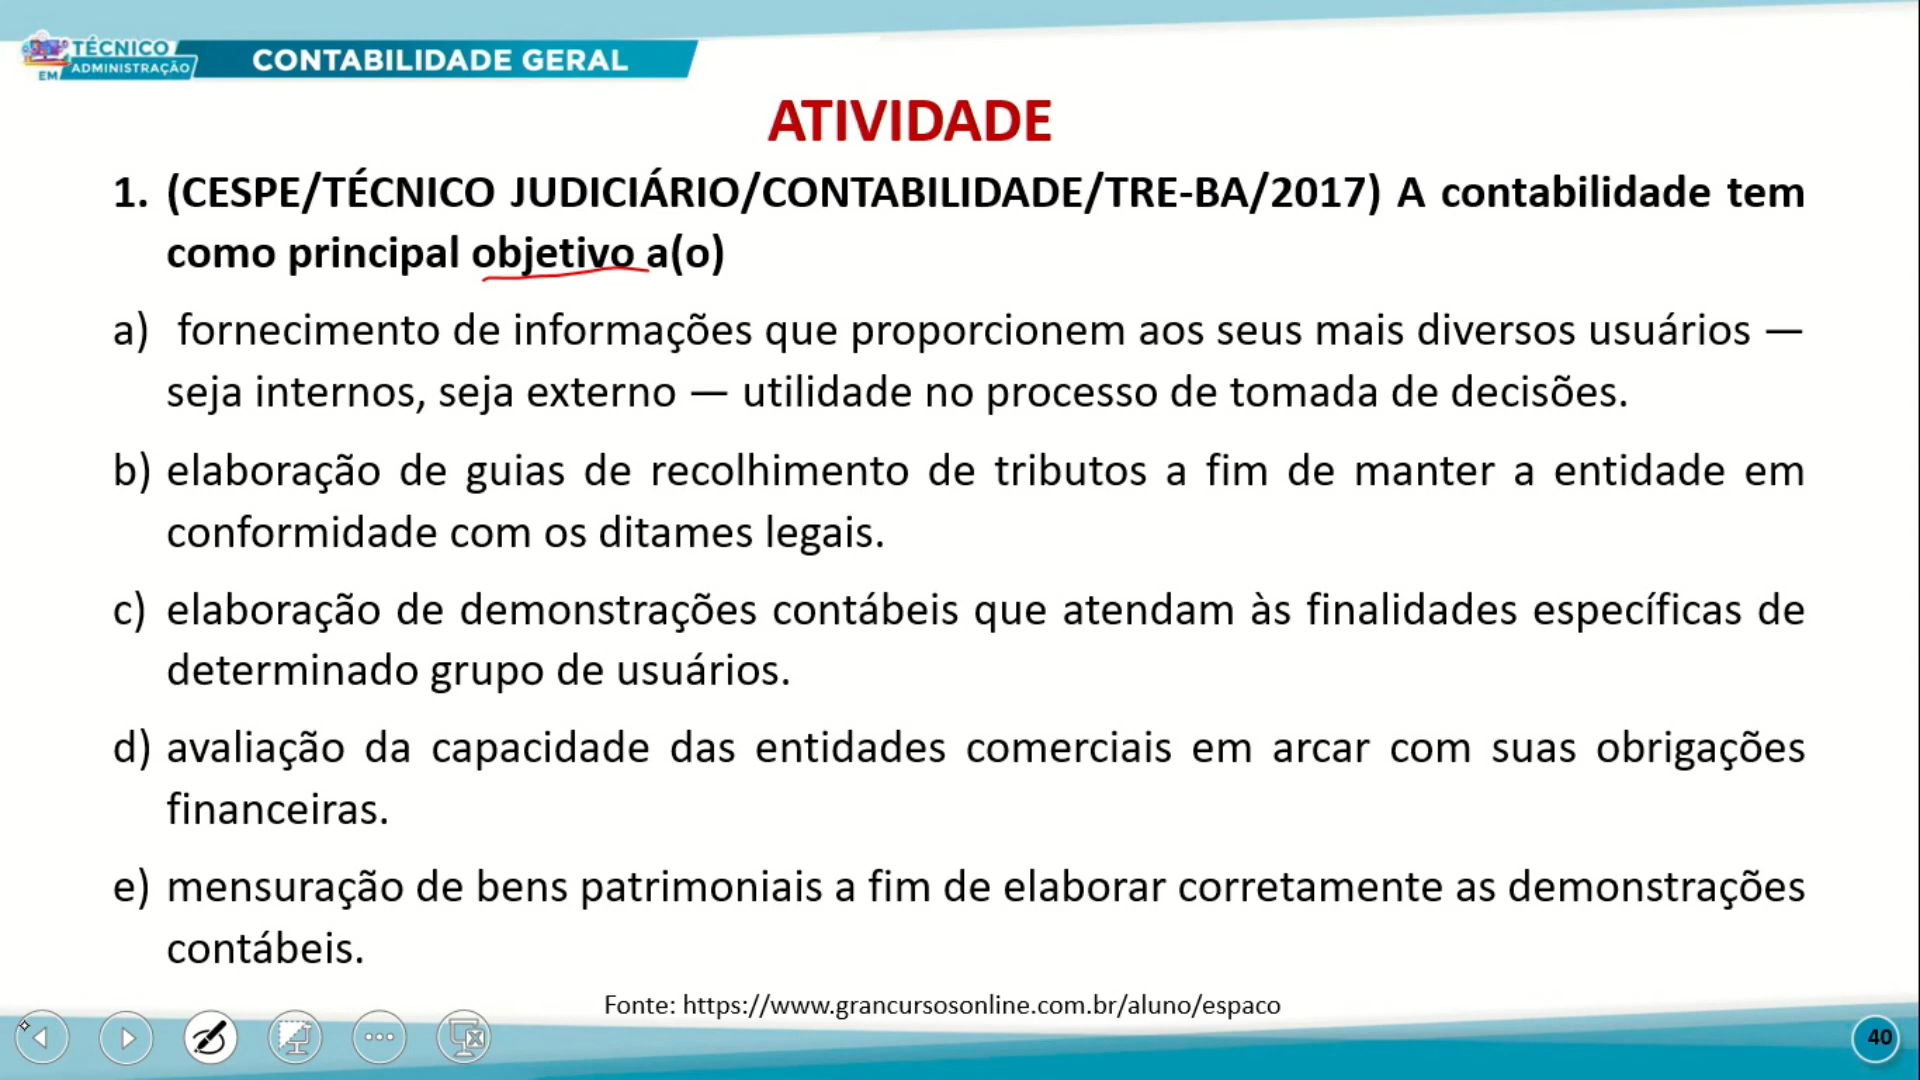 TÉCNICO
EM ADMINISTRAÇÃO
CONTABILIDADE GERAL
ATIVIDADE
1. (CESPE/TÉCNICO JUDICIÁRIO/CONTABILIDADE/TRE-BA/2017) A contabilidade tem
como principal objetivo a(o)
a) fornecimento de informações que proporcionem aos seus mais diversos usuários —
seja internos, seja externo — utilidade no processo de tomada de decisões.
b) elaboração de guias de recolhimento de tributos a fim de manter a entidade em
conformidade com os ditames legais.
c) elaboração de demonstrações contábeis que atendam às finalidades específicas de
determinado grupo de usuários.
d) avaliação da capacidade das entidades comerciais em arcar com suas obrigações
financeiras.
e) mensuração de bens patrimoniais a fim de elaborar corretamente as demonstrações
contábeis.
Fonte: https://www.grancursosonline.com.br/aluno/espaco
40